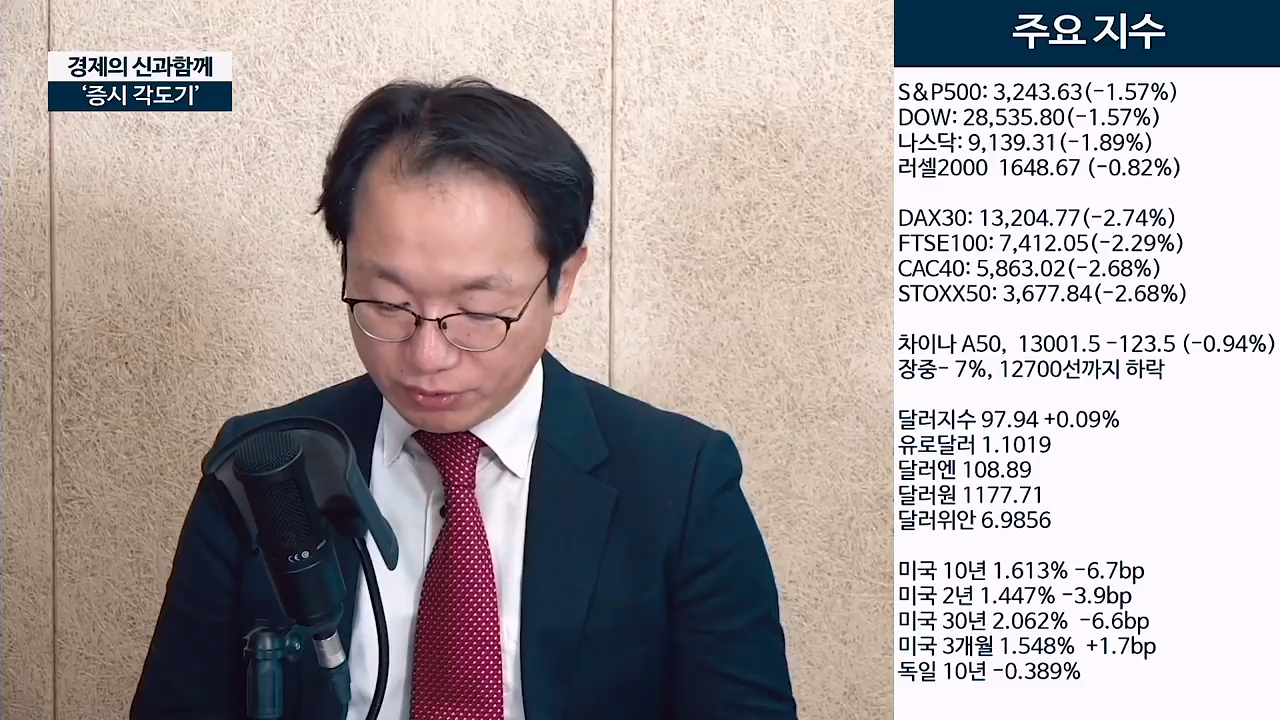 경제의 신과함께
‘증시 각도기’
주요 지수
S&P500: 3,243.63(-1.57%)
DOW: 28,535.80(-1.57%)
나스닥: 9,139.31(-1.89%)
러셀2000 1648.67 (-0.82%)
DAX30: 13,204.77(-2.74%)
FTSE100: 7,412.05(-2.29%)
CAC40: 5,863.02(-2.68%)
STOXX50: 3,677.84(-2.68%)
차이나 A50, 13001.5 -123.5 (-0.94%)
장중- 7%, 12700선까지 하락
달러지수 97.94 +0.09%
유로달러 1.1019
달러엔 108.89
달러원 1177.71
달러위안 6.9856
미국 10년 1.613% -6.7bp
미국 2년 1.447% -3.9bp
미국 30년 2.062% -6.6bp
미국 3개월 1.548% +1.7bp
독일 10년 -0.389%